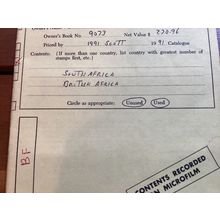 Owner's Book No. 9073 Net Value $ 270.96
Priced by 1991 SCOTT 1991 Catalogue
Contents: (If more than one country, list country with greatest number of
stamps first, etc.)
SOUTH AFRICA
BRITISH AFRICA
Circle as appropriate: Unused Used
BF
CONTENTS RECORDED
ON MICROFILM